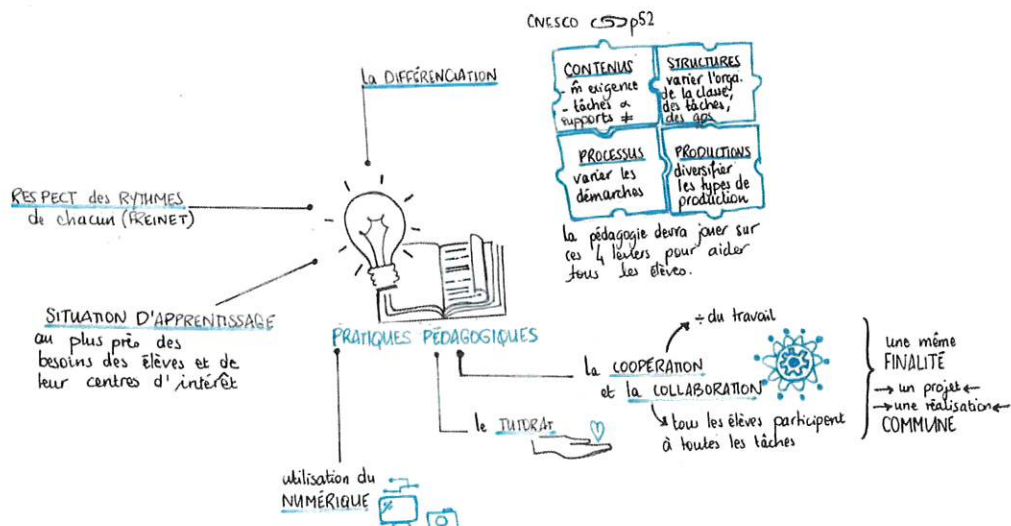 CNESCO p52
la DIFFÉRENCIATION
CONTENUS
- m̂ exigence
- tâches ∝
supports ≠
STRUCTURES
varier l'orga.
de la classe,
des tâches,
des gps
PROCESSUS
varier les
démarches
PRODUCTIONS
diversifier
les types de
production
la pédagogie devra jouer sur
ces 4 leviers pour aider
tous les élèves.
RESPECT des RYTHMES
de chacun (FREINET)
SITUATION D'APPRENTISSAGE
au plus près des
besoins des élèves et de
leur centres d'intérêt
PRATIQUES PÉDAGOGIQUES
÷ du travail
la COOPÉRATION
et la COLLABORATION
tous les élèves participent
à toutes les tâches
une même
FINALITÉ
→ un projet ←
→ une réalisation ←
COMMUNE
le TUTORAT
utilisation du
NUMÉRIQUE